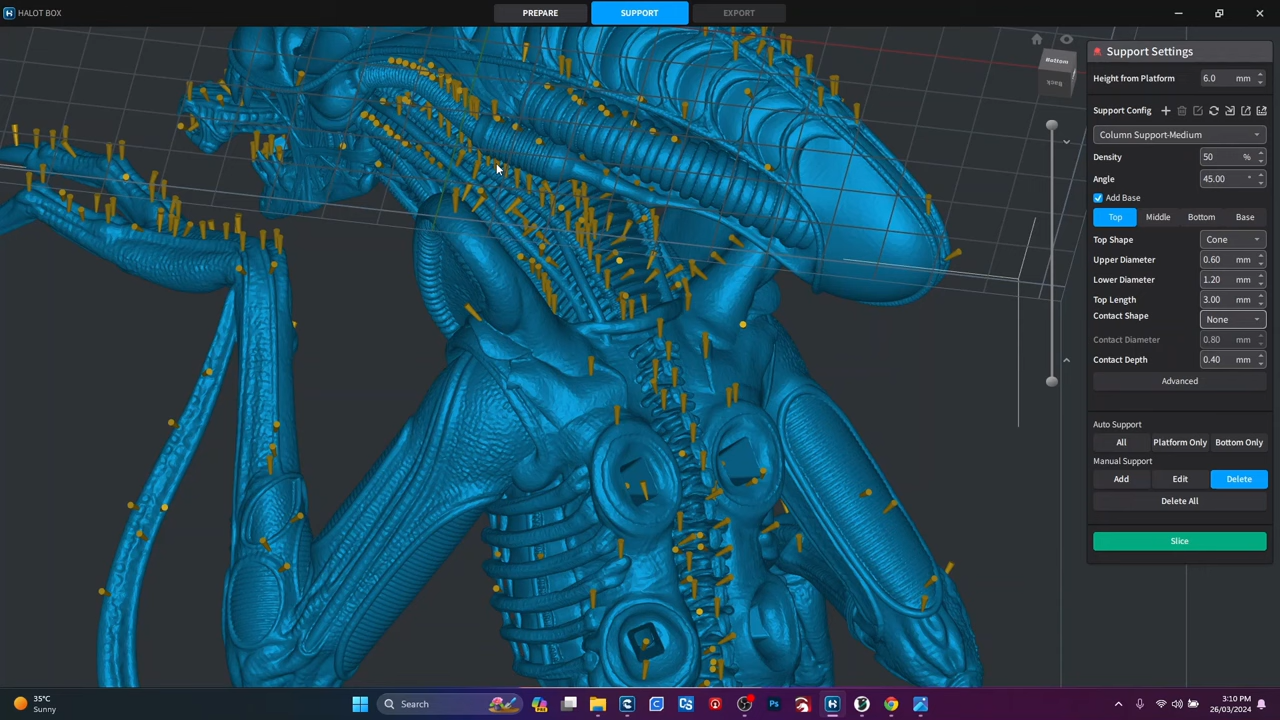 HALOT BOX
PREPARE
SUPPORT
EXPORT
Bottom
Back
Support Settings
Height from Platform 6.0 mm
Support Config
Column Support-Medium
Density 50 %
Angle 45.00 °
Add Base
Top Middle Bottom Base
Top Shape Cone
Upper Diameter 0.60 mm
Lower Diameter 1.20 mm
Top Length 3.00 mm
Contact Shape None
Contact Diameter 0.80 mm
Contact Depth 0.40 mm
Advanced
Auto Support
All Platform Only Bottom Only
Manual Support
Add Edit Delete
Delete All
Slice
35°C
Sunny
Search
PRE
CS
Ps
3:10 PM
26/03/2024